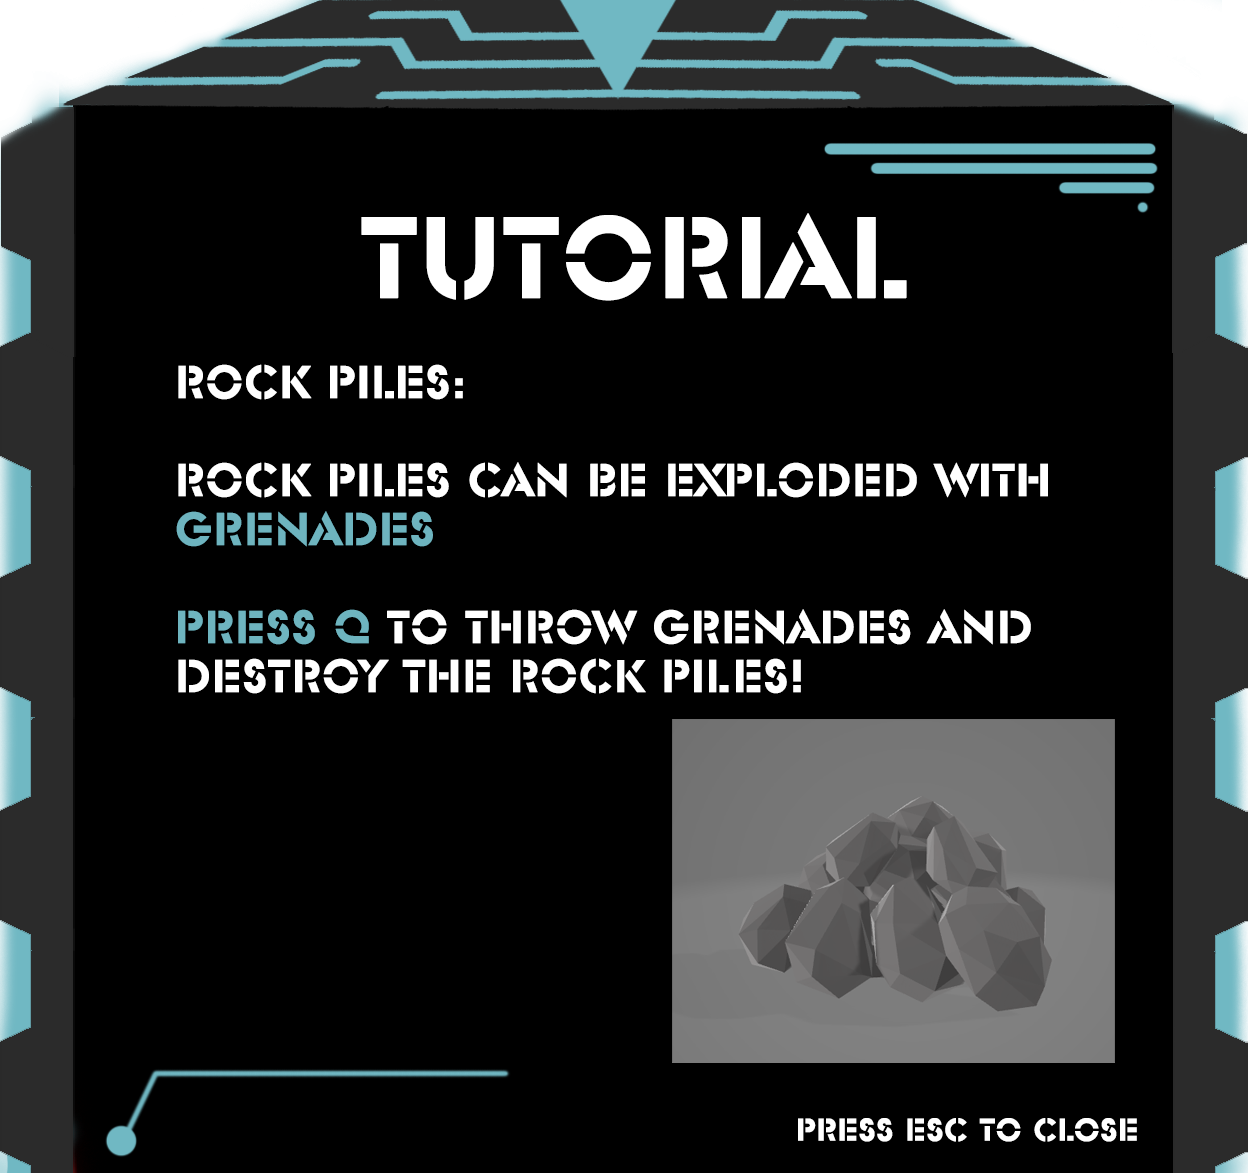 TUTORIAL
ROCK PILES:
ROCK PILES CAN BE EXPLODED WITH
GRENADES
PRESS Q TO THROW GRENADES AND
DESTROY THE ROCK PILES!
PRESS ESC TO CLOSE